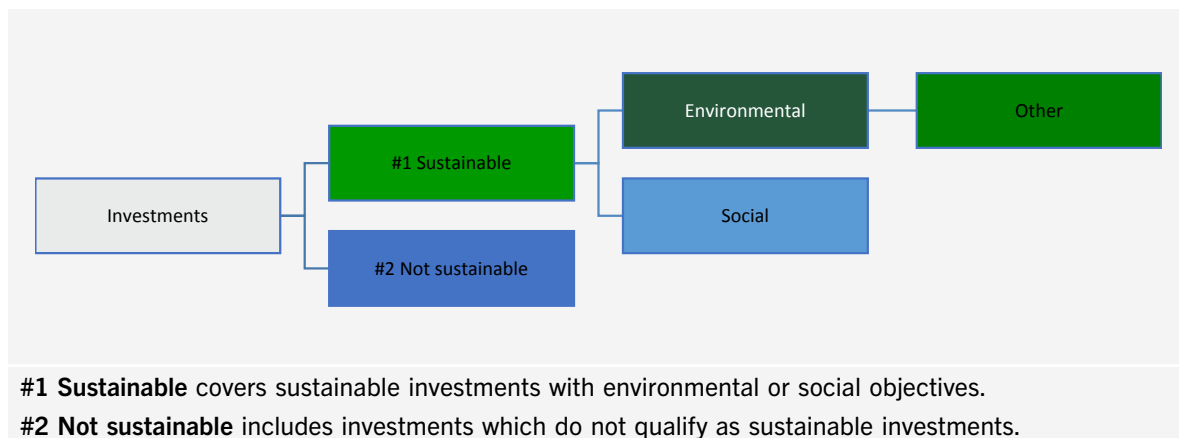 Environmental
Other
#1 Sustainable
Investments
Social
#2 Not sustainable
#1 Sustainable covers sustainable investments with environmental or social objectives.
#2 Not sustainable includes investments which do not qualify as sustainable investments.